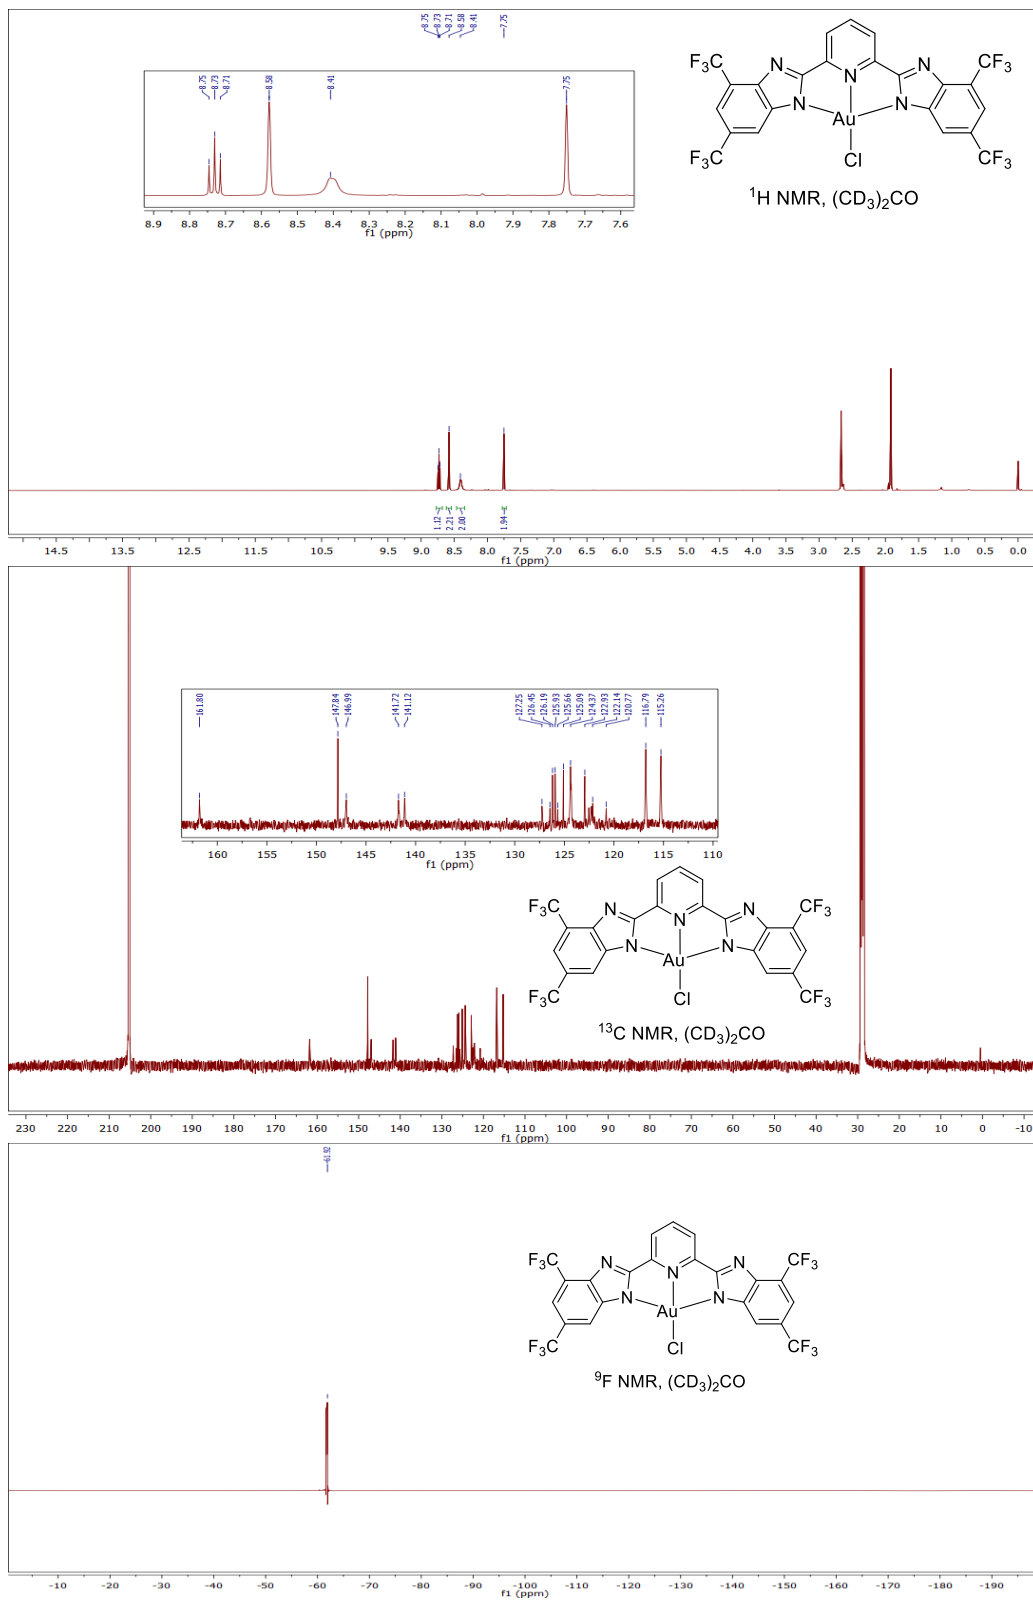 8.75
8.73
8.71
8.58
8.41
7.75
8.75
8.73
8.71
8.58
8.41
7.75
8.9 8.8 8.7 8.6 8.5 8.4 8.3 8.2 8.1 8.0 7.9 7.8 7.7 7.6
f1 (ppm)
F3C N N CF3
N
N N
Au
F3C Cl CF3
1H NMR, (CD3)2CO
1.12
2.21
2.00
1.94
14.5 13.5 12.5 11.5 10.5 9.5 9.0 8.5 8.0 7.5 7.0 6.5 6.0 5.5 5.0 4.5 4.0 3.5 3.0 2.5 2.0 1.5 1.0 0.5 0.0
f1 (ppm)
161.80
147.84
146.99
141.72
141.12
127.25
126.45
126.19
125.93
125.66
125.09
124.37
122.93
122.14
120.77
116.79
115.26
160 155 150 145 140 135 130 125 120 115 110
f1 (ppm)
F3C N N CF3
N
N N
Au
F3C Cl CF3
13C NMR, (CD3)2CO
230 220 210 200 190 180 170 160 150 140 130 120 110 100 90 80 70 60 50 40 30 20 10 0 -10
f1 (ppm)
-61.92
F3C N N CF3
N
N N
Au
F3C Cl CF3
9F NMR, (CD3)2CO
-10 -20 -30 -40 -50 -60 -70 -80 -90 -100 -110 -120 -130 -140 -150 -160 -170 -180 -190
f1 (ppm)